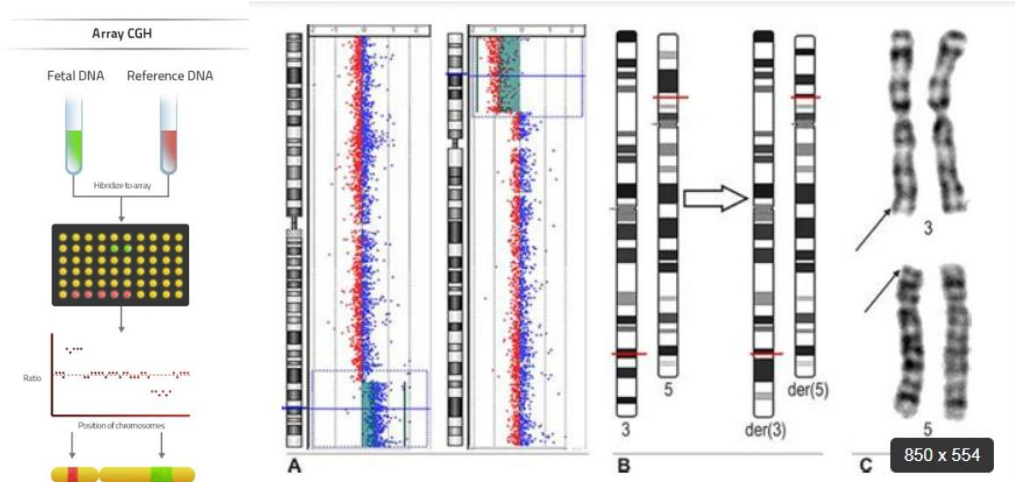 Array CGH
Fetal DNA Reference DNA
Hibridize to array
Ratio
Position of chromosomes
A
3
5
der(3)
der(5)
B
3
5
C
850 x 554